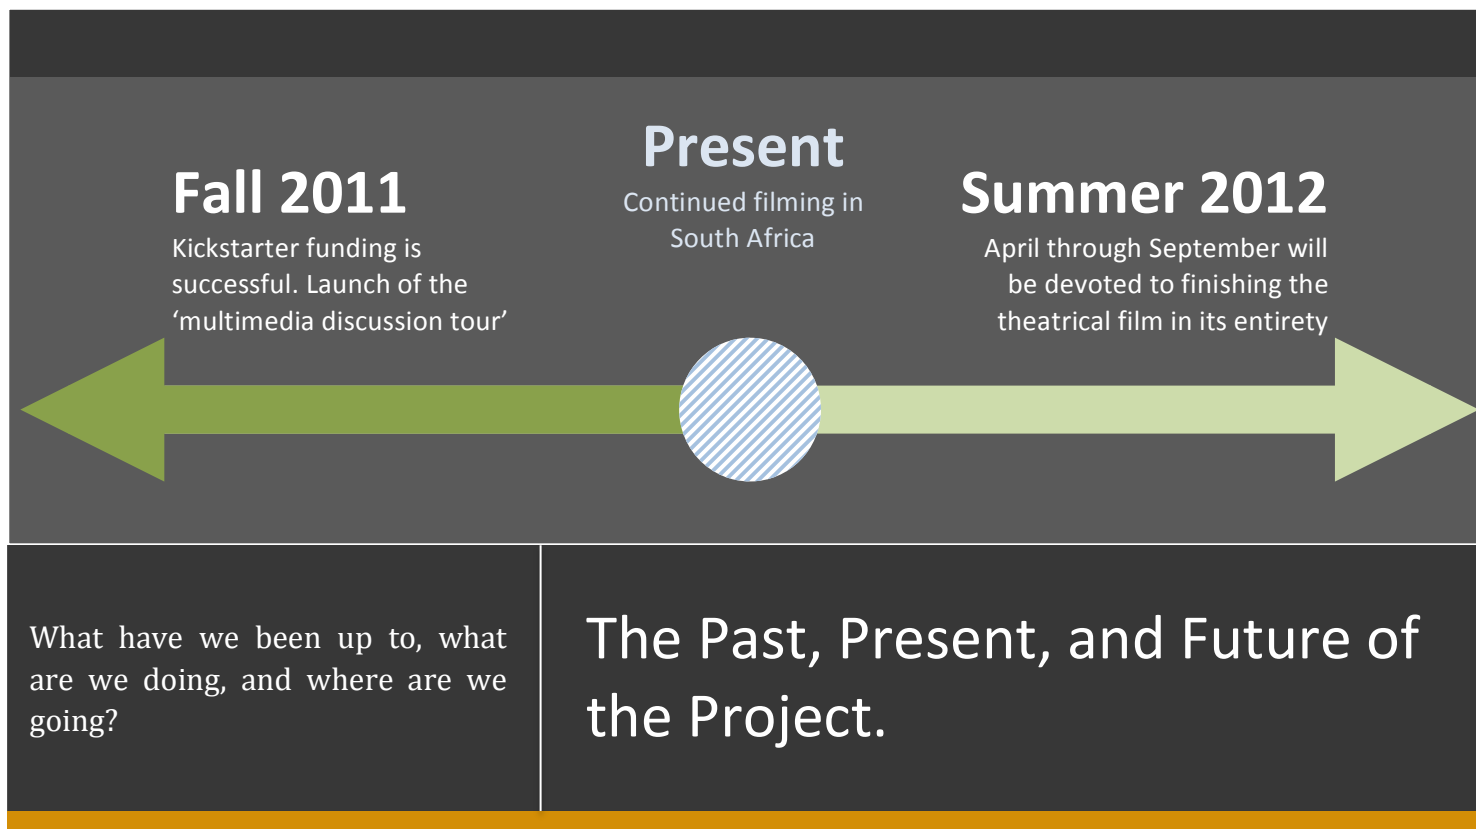 Fall 2011
Kickstarter funding is
successful. Launch of the
‘multimedia discussion tour’
Present
Continued filming in
South Africa
Summer 2012
April through September will
be devoted to finishing the
theatrical film in its entirety
What have we been up to, what
are we doing, and where are we
going?
The Past, Present, and Future of
the Project.